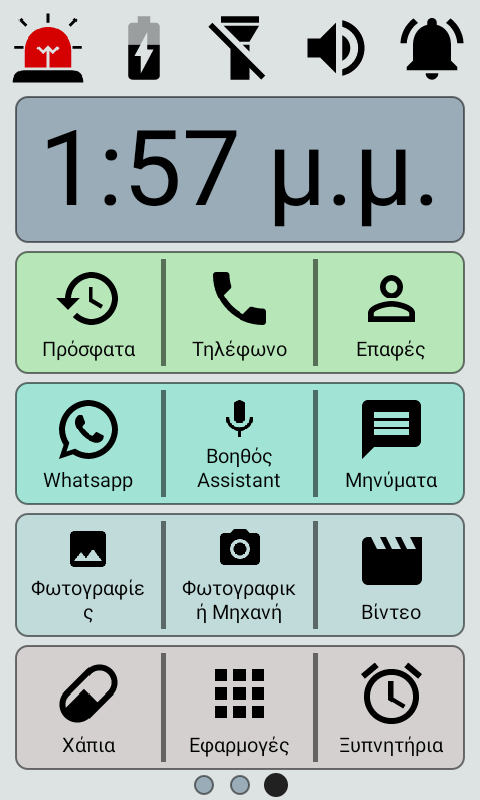 1:57 μ.μ.
Πρόσφατα
Τηλέφωνο
Επαφές
Whatsapp
Βοηθός
Assistant
Μηνύματα
Φωτογραφίε
ς
Φωτογραφικ
ή Μηχανή
Βίντεο
Χάπια
Εφαρμογές
Ξυπνητήρια